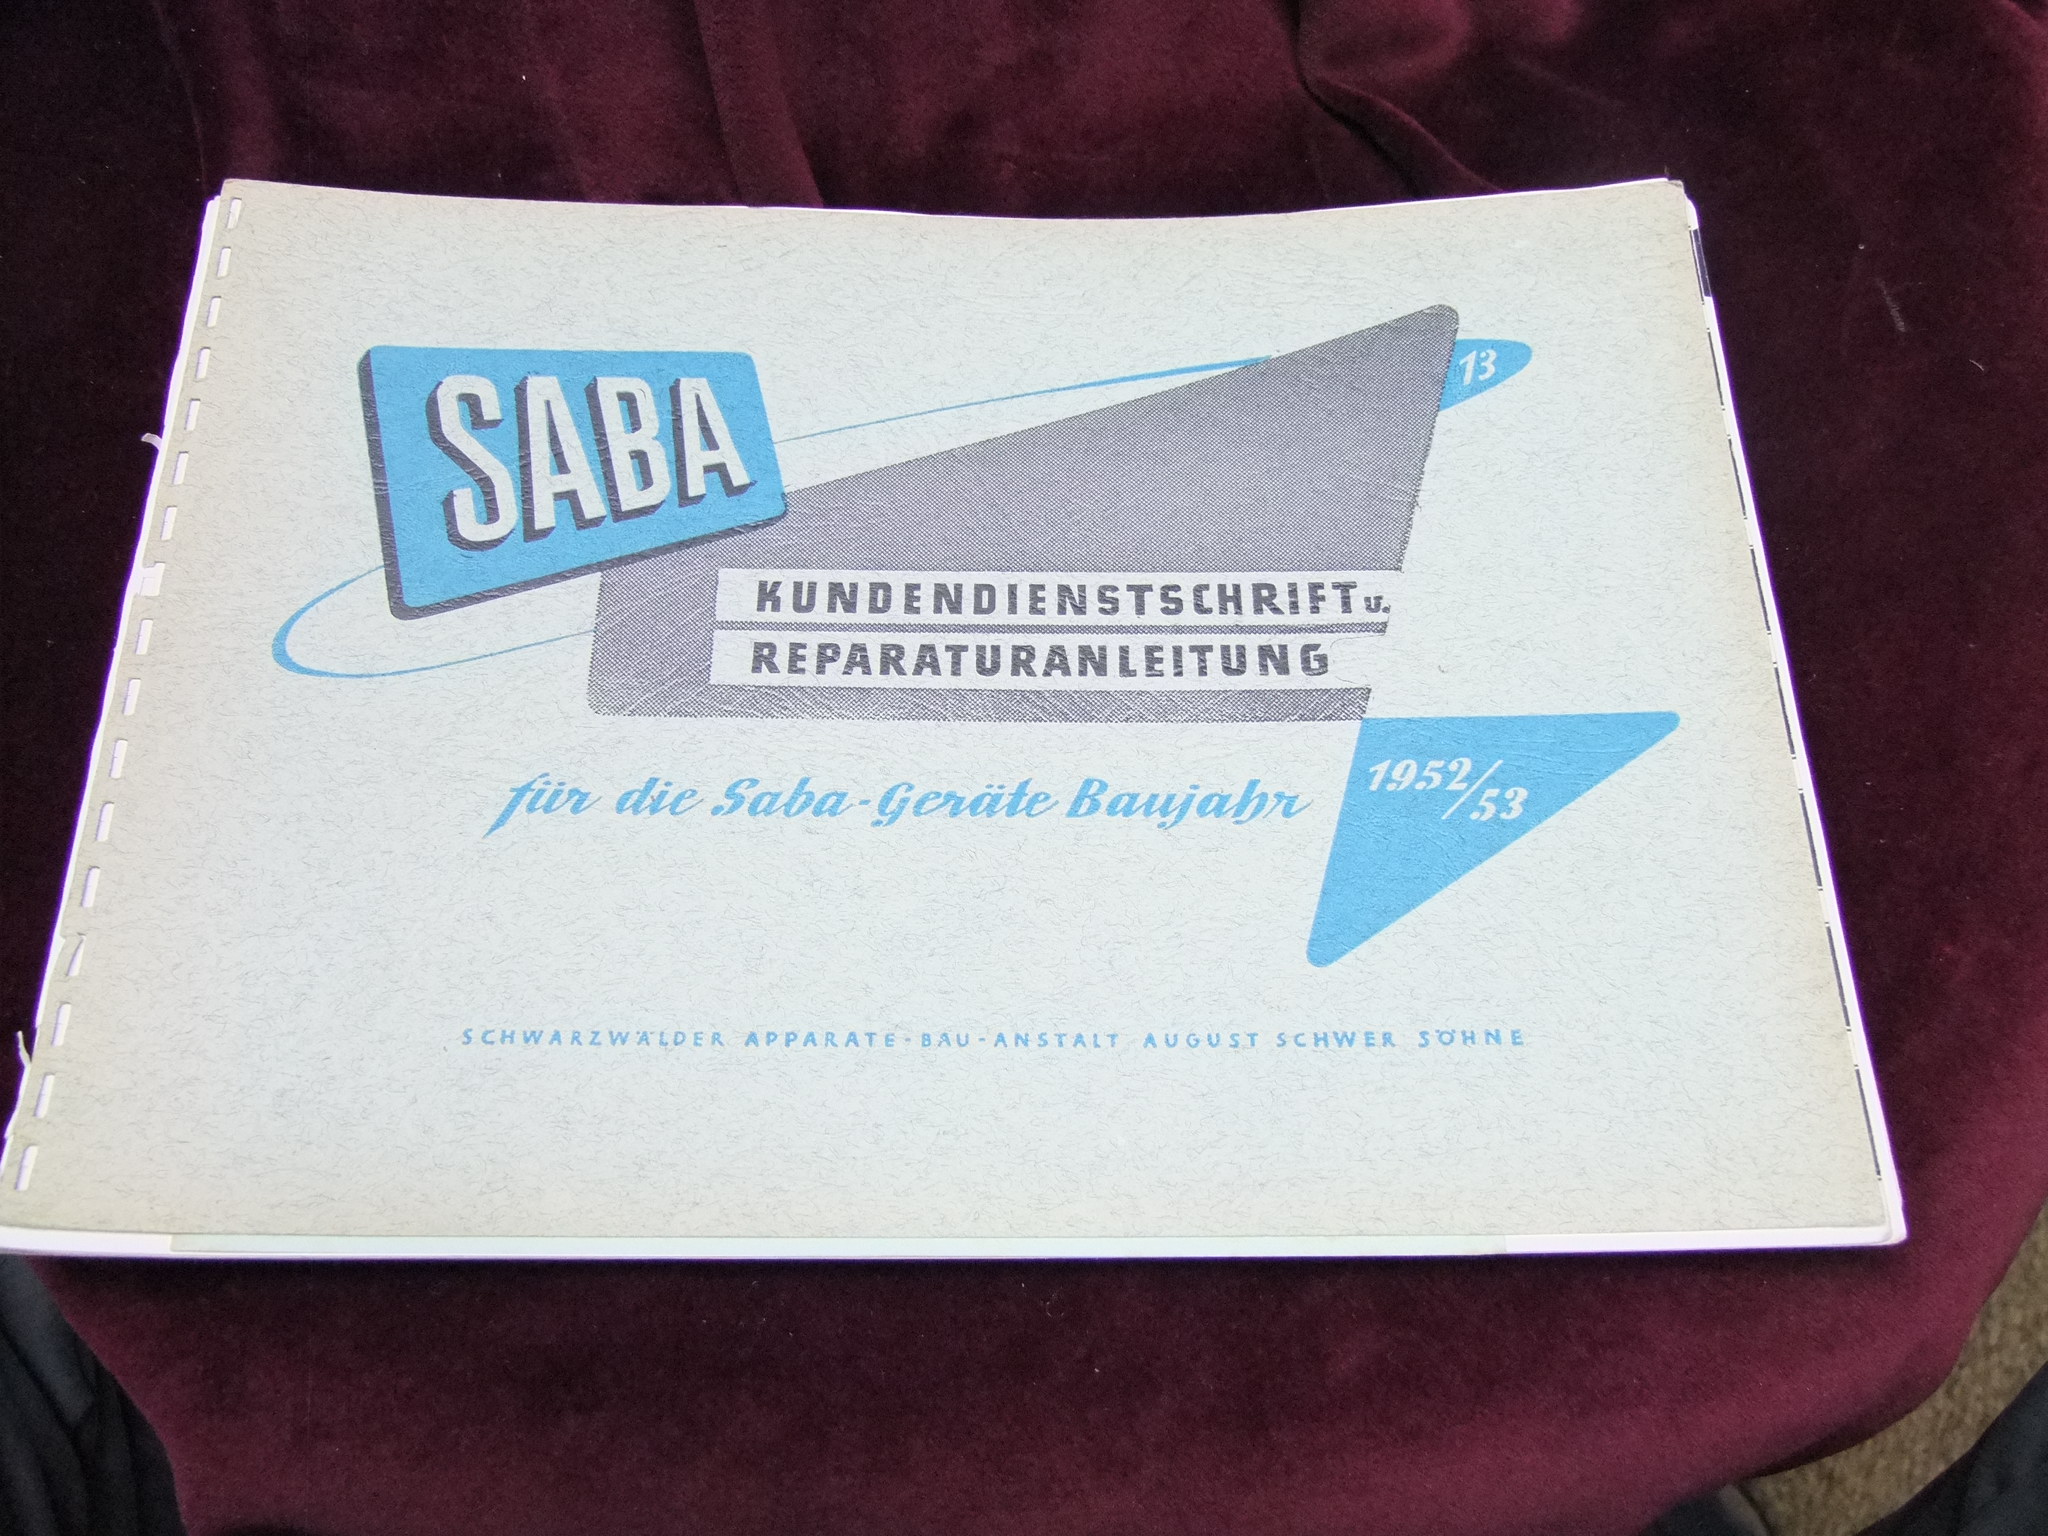 SABA
13
KUNDENDIENSTSCHRIFT u.
REPARATURANLEITUNG
für die Saba-Geräte Baujahr
1952/53
SCHWARZWÄLDER APPARATE-BAU-ANSTALT AUGUST SCHWER SÖHNE